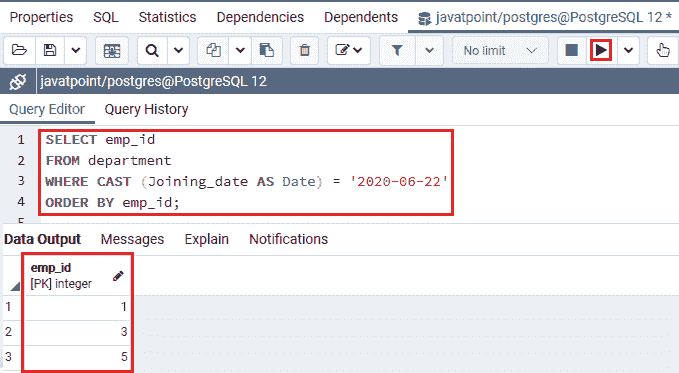 Properties SQL Statistics Dependencies Dependents javatpoint/postgres@PostgreSQL 12 *
No limit
javatpoint/postgres@PostgreSQL 12
Query Editor Query History
1 SELECT emp_id
2 FROM department
3 WHERE CAST (Joining_date AS Date) = '2020-06-22'
4 ORDER BY emp_id;
5
Data Output Messages Explain Notifications
emp_id
[PK] integer
1 1
2 3
3 5